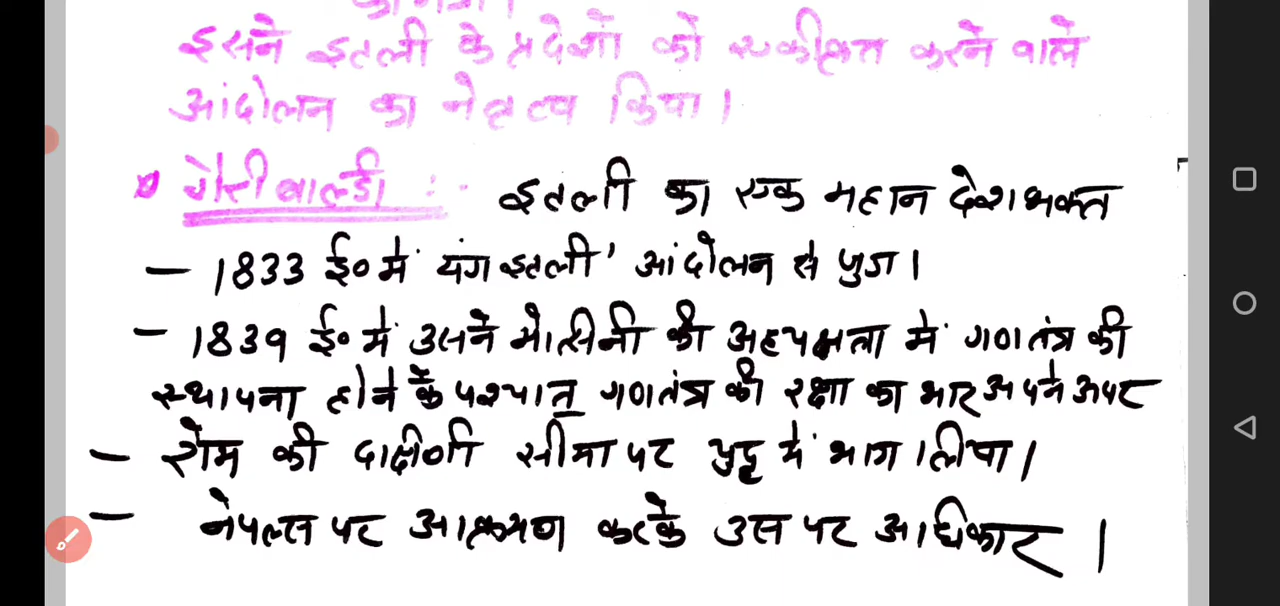 इसने इटली के प्रदेशों को एकीकृत करने वाले
आंदोलन का नेतृत्व किया।
गैरीबाल्डी :- इटली का एक महान देशभक्त
– 1833 ई० में यंग इटली' आंदोलन से जुडा।
– 1839 ई० में उसने मैत्सिनी की अध्यक्षता में गणतंत्र की
स्थापना होने के पश्चात् गणतंत्र की रक्षा का भार अपने ऊपर
– रोम की दक्षिणी सीमा पर युद्ध में भाग लिया।
– नेपल्स पर आक्रमण करके उस पर अधिकार।